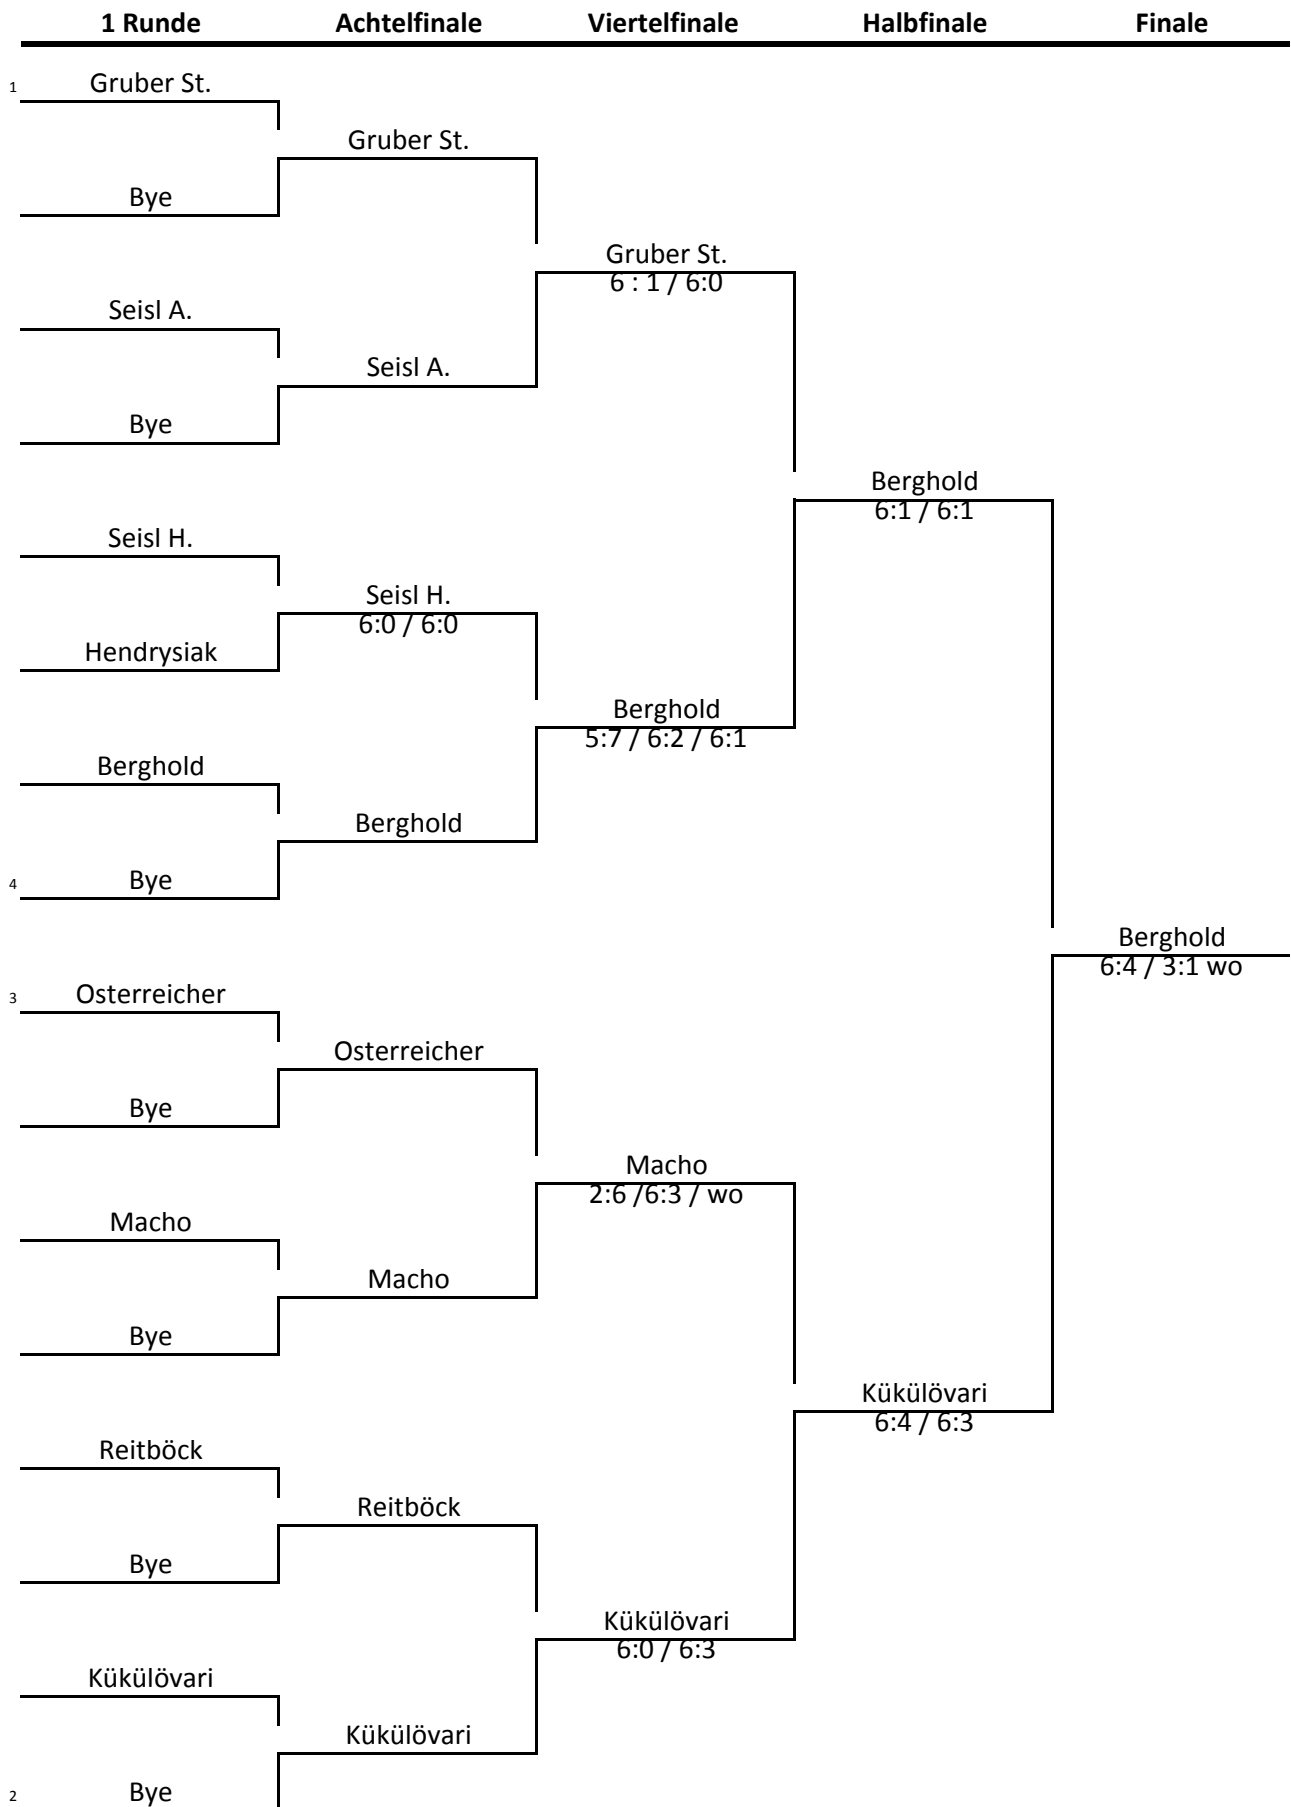 1 Runde Achtelfinale Viertelfinale Halbfinale Finale
1 Gruber St.
Gruber St.
Bye
Gruber St.
6 : 1 / 6:0
Seisl A.
Seisl A.
Bye
Berghold
6:1 / 6:1
Seisl H.
Seisl H.
6:0 / 6:0
Hendrysiak
Berghold
5:7 / 6:2 / 6:1
Berghold
Berghold
4 Bye
Berghold
6:4 / 3:1 wo
3 Osterreicher
Osterreicher
Bye
Macho
2:6 /6:3 / wo
Macho
Macho
Bye
Kükülövari
6:4 / 6:3
Reitböck
Reitböck
Bye
Kükülövari
6:0 / 6:3
Kükülövari
Kükülövari
2 Bye